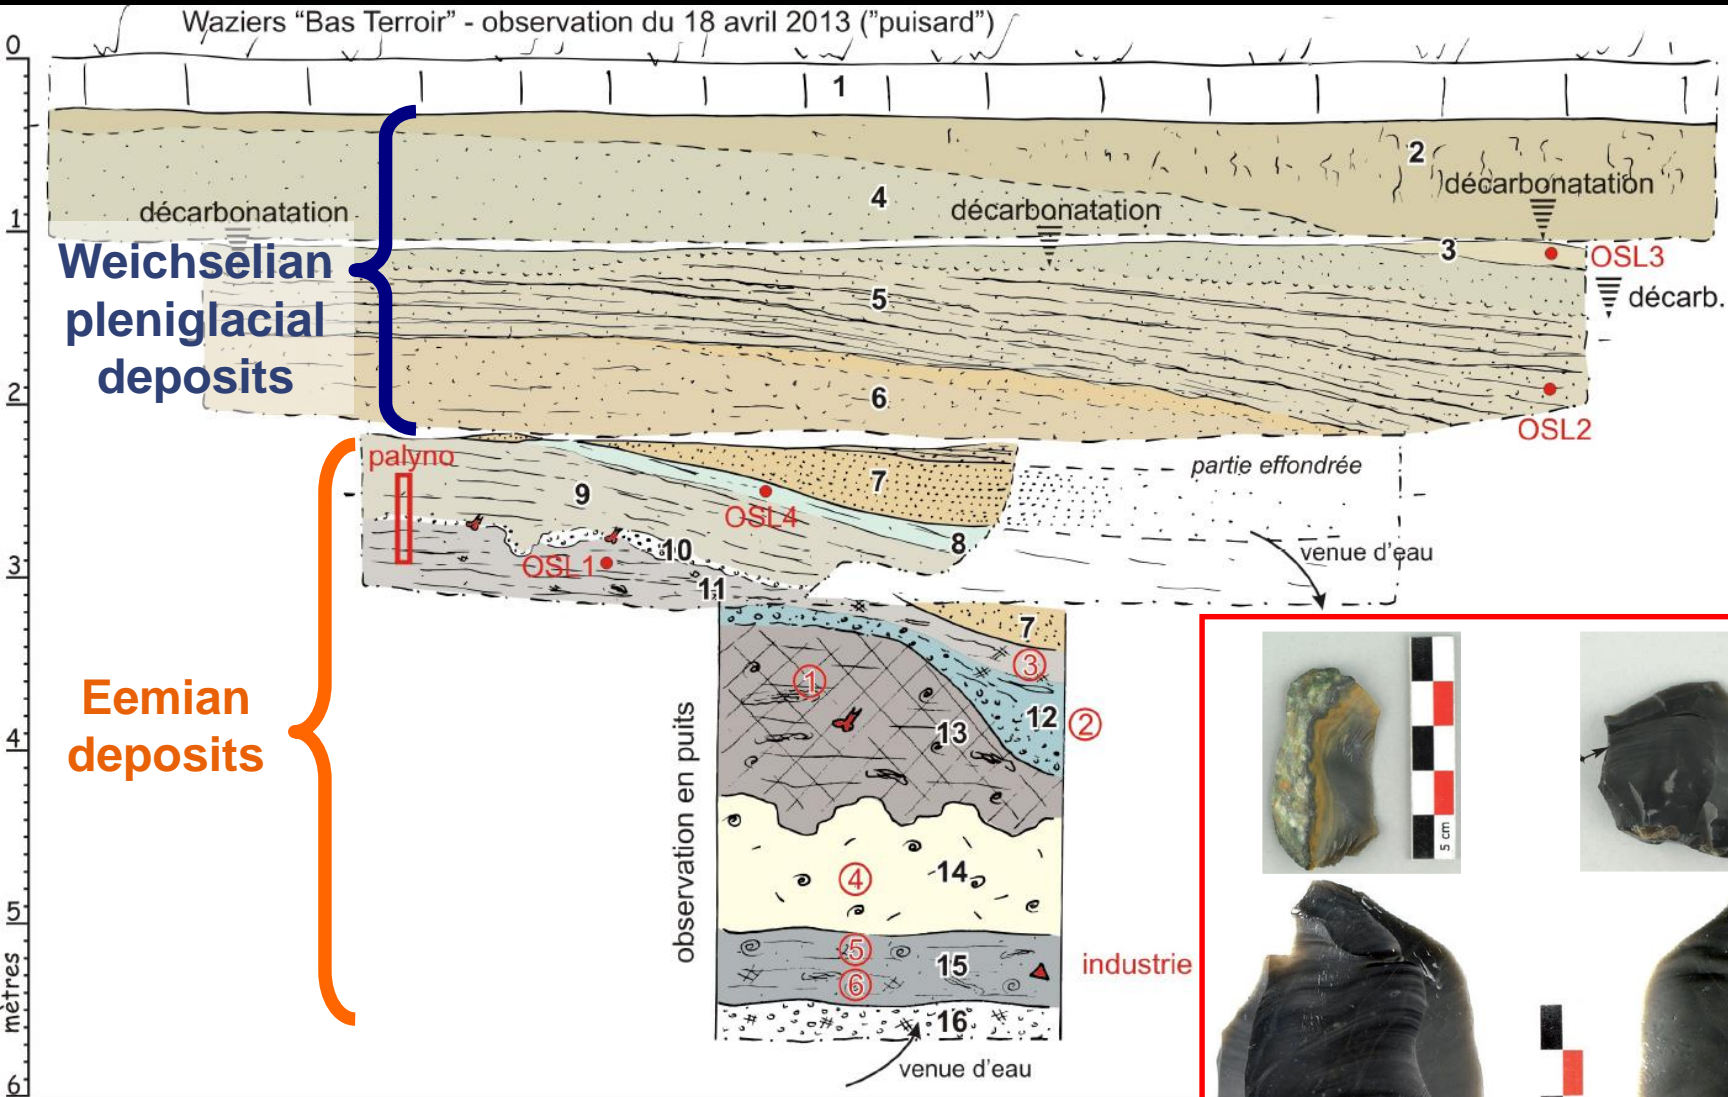 Waziers "Bas Terroir" - observation du 18 avril 2013 ("puisard")
0
1
2
décarbonatation
4
1
décarbonatation
décarbonatation
3
OSL3
Weichselian
pleniglacial
deposits
5
décarb.
2
6
OSL2
palyno
9
7
partie effondrée
OSL4
8
OSL1
10
venue d'eau
3
11
7
3
Eemian
deposits
1
12
2
13
4
observation en puits
14
4
5
5
15
industrie
6
16
mètres
venue d'eau
6
5 cm